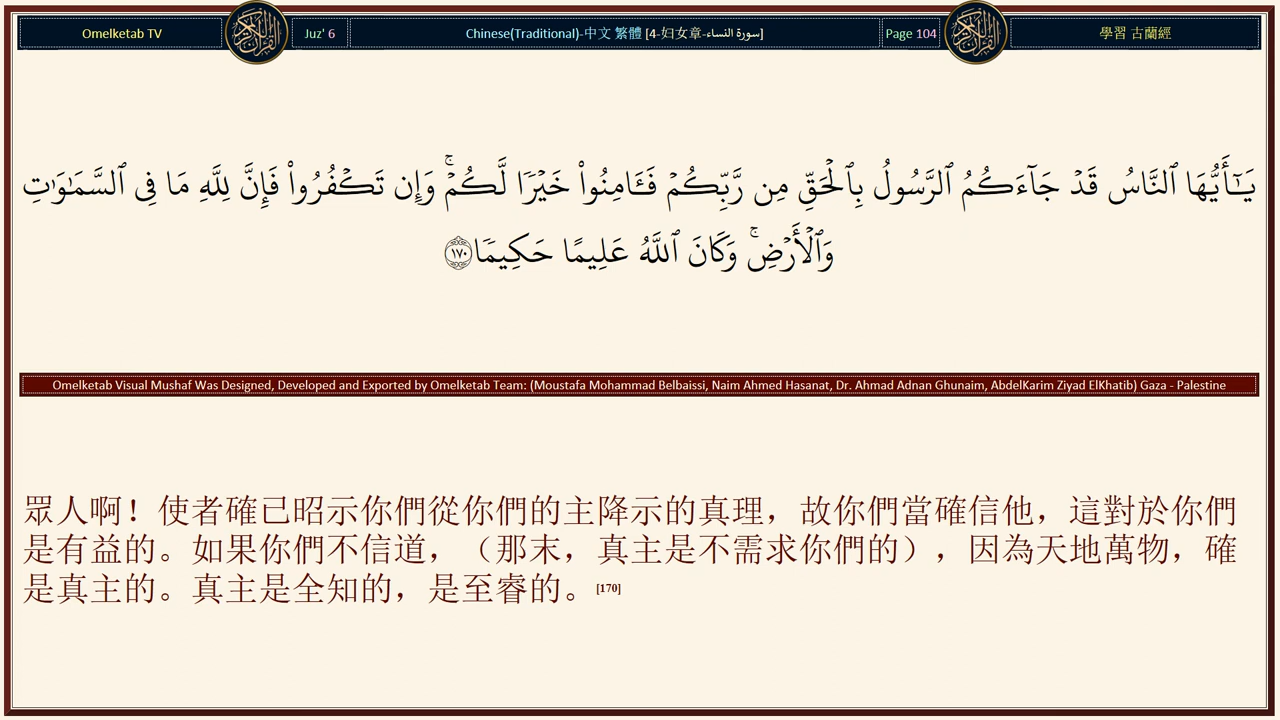 Omelketab TV
Juz' 6
Chinese(Traditional)-中文 繁體 [4-妇女章-سورة النساء]
Page 104
學習 古蘭經
يَـٰٓأَيُّهَا ٱلنَّاسُ قَدۡ جَآءَكُمُ ٱلرَّسُولُ بِٱلۡحَقِّ مِن رَّبِّكُمۡ فَـَٔامِنُواْ خَيۡرٗا لَّكُمۡۚ وَإِن تَكۡفُرُواْ فَإِنَّ لِلَّهِ مَا فِى ٱلسَّمَـٰوَٰتِ
وَٱلۡأَرۡضِۚ وَكَانَ ٱللَّهُ عَلِيمًا حَكِيمٗا ١٧٠
Omelketab Visual Mushaf Was Designed, Developed and Exported by Omelketab Team: (Moustafa Mohammad Belbaissi, Naim Ahmed Hasanat, Dr. Ahmad Adnan Ghunaim, AbdelKarim Ziyad ElKhatib) Gaza - Palestine
眾人啊！使者確已昭示你們從你們的主降示的真理，故你們當確信他，這對於你們
是有益的。如果你們不信道，（那末，真主是不需求你們的），因為天地萬物，確
是真主的。真主是全知的，是至睿的。[170]